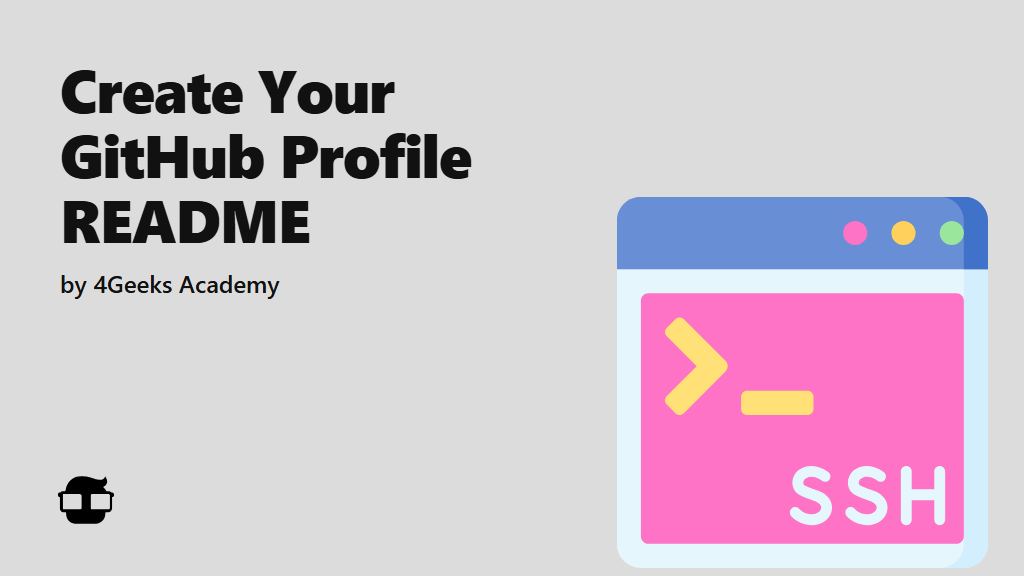 Create Your
GitHub Profile
README
by 4Geeks Academy
>_
SSH